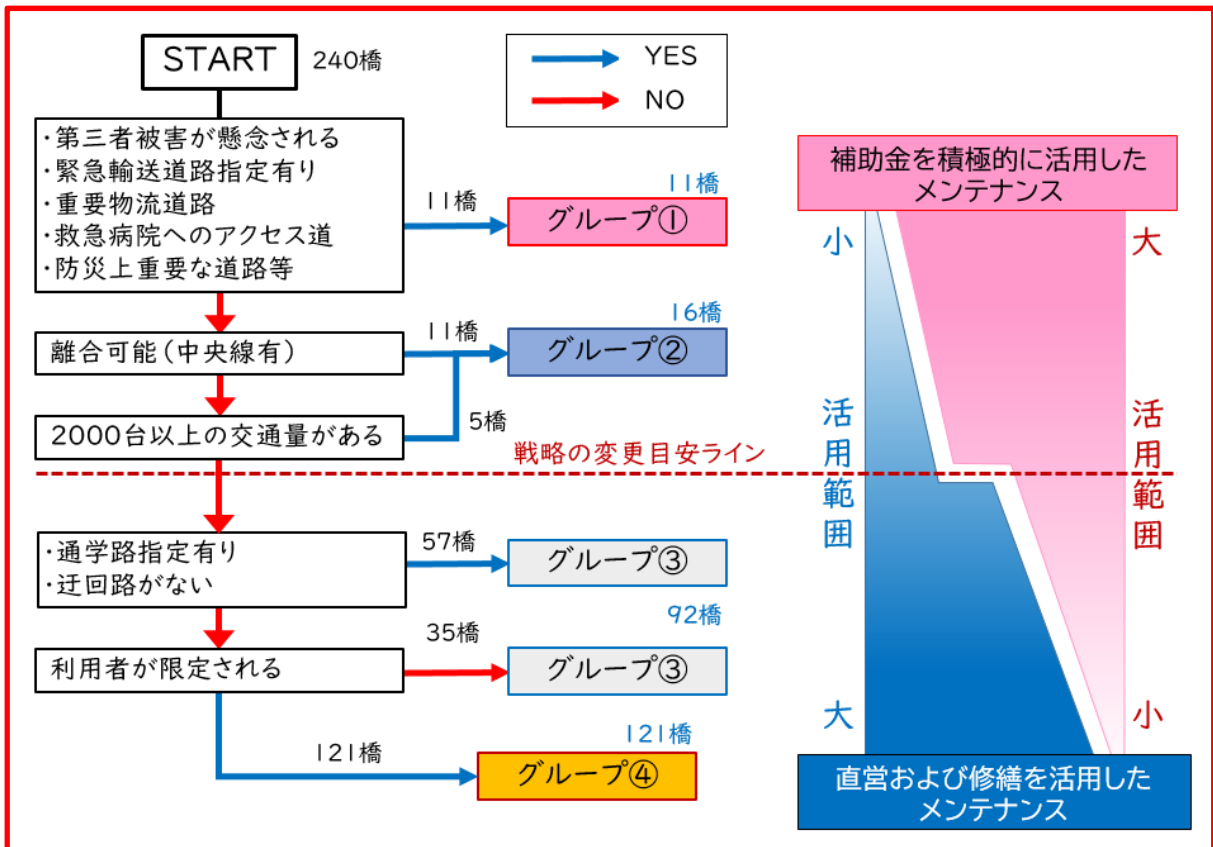 START
240橋
YES
NO
・第三者被害が懸念される
・緊急輸送道路指定有り
・重要物流道路
・救急病院へのアクセス道
・防災上重要な道路等
11橋
11橋
グループ①
離合可能(中央線有)
11橋
16橋
グループ②
2000台以上の交通量がある
5橋
戦略の変更目安ライン
・通学路指定有り
・迂回路がない
57橋
グループ③
92橋
利用者が限定される
35橋
グループ③
121橋
121橋
グループ④
補助金を積極的に活用した
メンテナンス
小
活用範囲
大
大
活用範囲
小
直営および修繕を活用した
メンテナンス